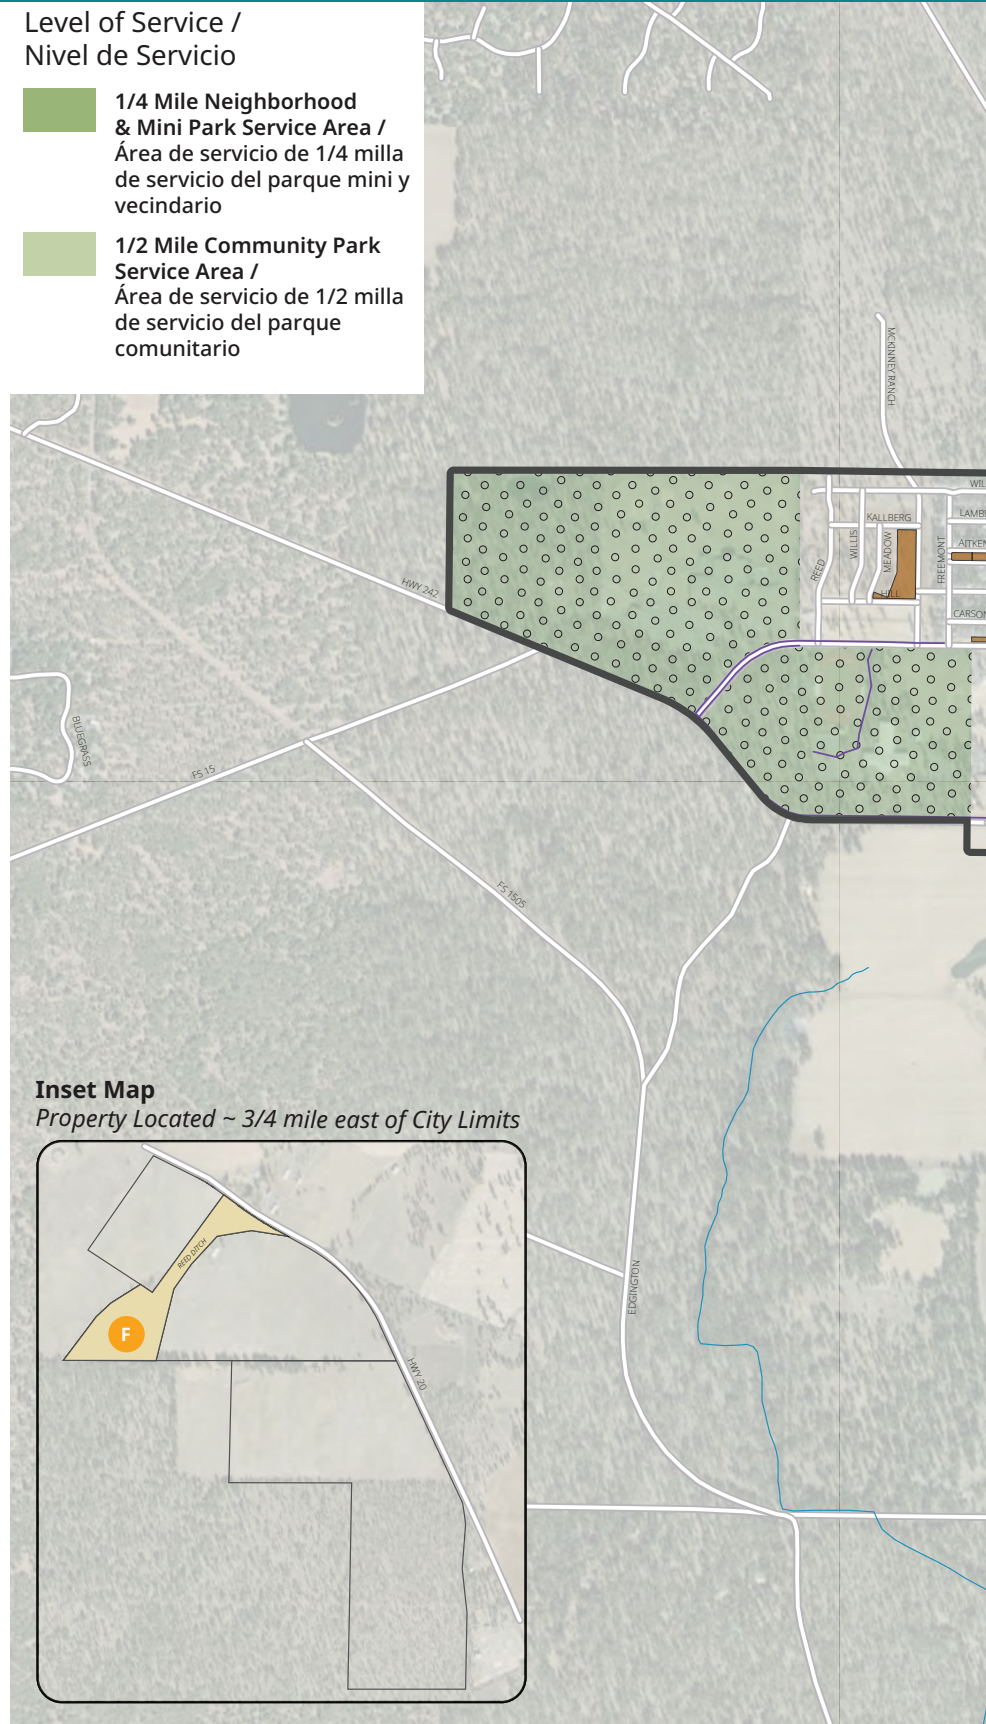 Level of Service /
Nivel de Servicio
1/4 Mile Neighborhood
& Mini Park Service Area /
Área de servicio de 1/4 milla
de servicio del parque mini y
vecindario
1/2 Mile Community Park
Service Area /
Área de servicio de 1/2 milla
de servicio del parque
comunitario
MCKINNEY RANCH
WIL
LAMB
KALLBERG
WILLIS
MEADOW
FREEMONT
AITKEN
REED
HILL
CARSON
HWY 242
BLUEGRASS
FS 15
FS 1505
EDGINGTON
Inset Map
Property Located ~ 3/4 mile east of City Limits
REED DITCH
F
HWY 20